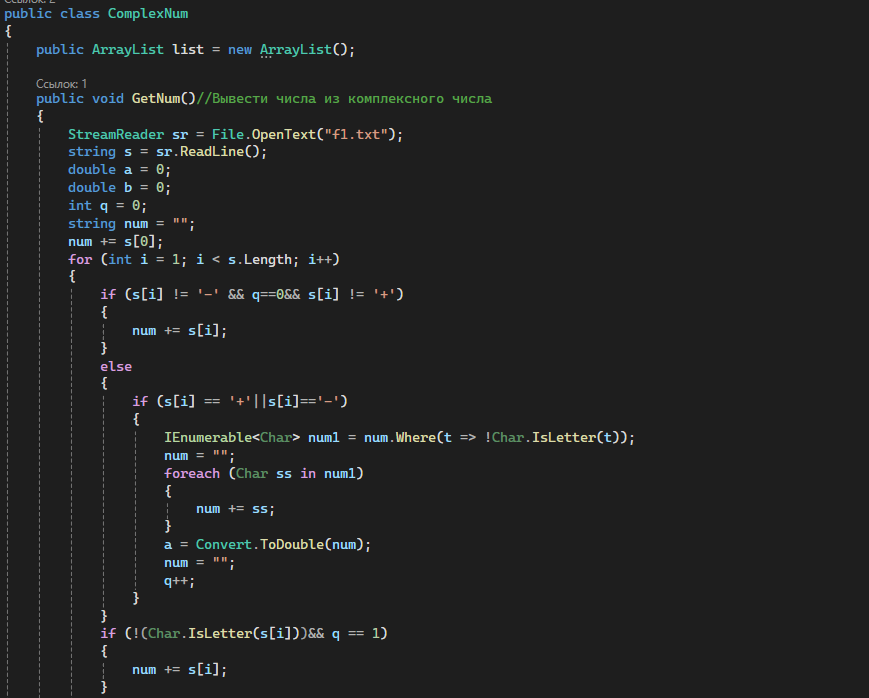 Ссылок: 2
public class ComplexNum
{
public ArrayList list = new ArrayList();
Ссылок: 1
public void GetNum()//Вывести числа из комплексного числа
{
StreamReader sr = File.OpenText("f1.txt");
string s = sr.ReadLine();
double a = 0;
double b = 0;
int q = 0;
string num = "";
num += s[0];
for (int i = 1; i < s.Length; i++)
{
if (s[i] != '-' && q==0&& s[i] != '+')
{
num += s[i];
}
else
{
if (s[i] == '+'||s[i]=='-')
{
IEnumerable<Char> num1 = num.Where(t => !Char.IsLetter(t));
num = "";
foreach (Char ss in num1)
{
num += ss;
}
a = Convert.ToDouble(num);
num = "";
q++;
}
}
if (!(Char.IsLetter(s[i]))&& q == 1)
{
num += s[i];
}